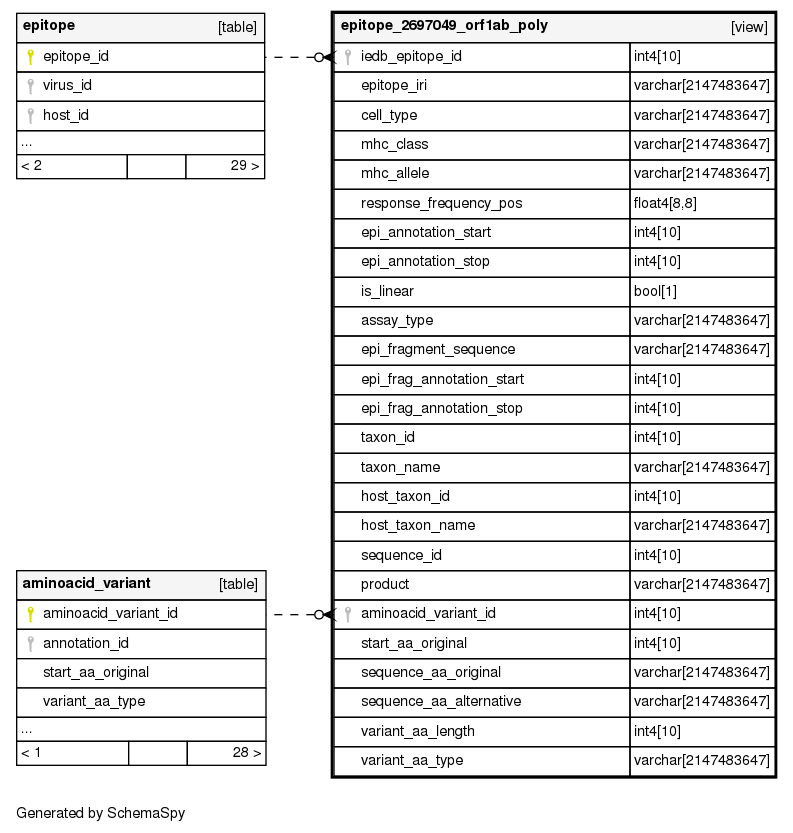 epitope [table]
epitope_id
virus_id
host_id
...
< 2 29 >
epitope_2697049_orf1ab_poly [view]
iedb_epitope_id int4[10]
epitope_iri varchar[2147483647]
cell_type varchar[2147483647]
mhc_class varchar[2147483647]
mhc_allele varchar[2147483647]
response_frequency_pos float4[8,8]
epi_annotation_start int4[10]
epi_annotation_stop int4[10]
is_linear bool[1]
assay_type varchar[2147483647]
epi_fragment_sequence varchar[2147483647]
epi_frag_annotation_start int4[10]
epi_frag_annotation_stop int4[10]
taxon_id int4[10]
taxon_name varchar[2147483647]
host_taxon_id int4[10]
host_taxon_name varchar[2147483647]
sequence_id int4[10]
product varchar[2147483647]
aminoacid_variant_id int4[10]
start_aa_original int4[10]
sequence_aa_original varchar[2147483647]
sequence_aa_alternative varchar[2147483647]
variant_aa_length int4[10]
variant_aa_type varchar[2147483647]
aminoacid_variant [table]
aminoacid_variant_id
annotation_id
start_aa_original
variant_aa_type
...
< 1 28 >
Generated by SchemaSpy